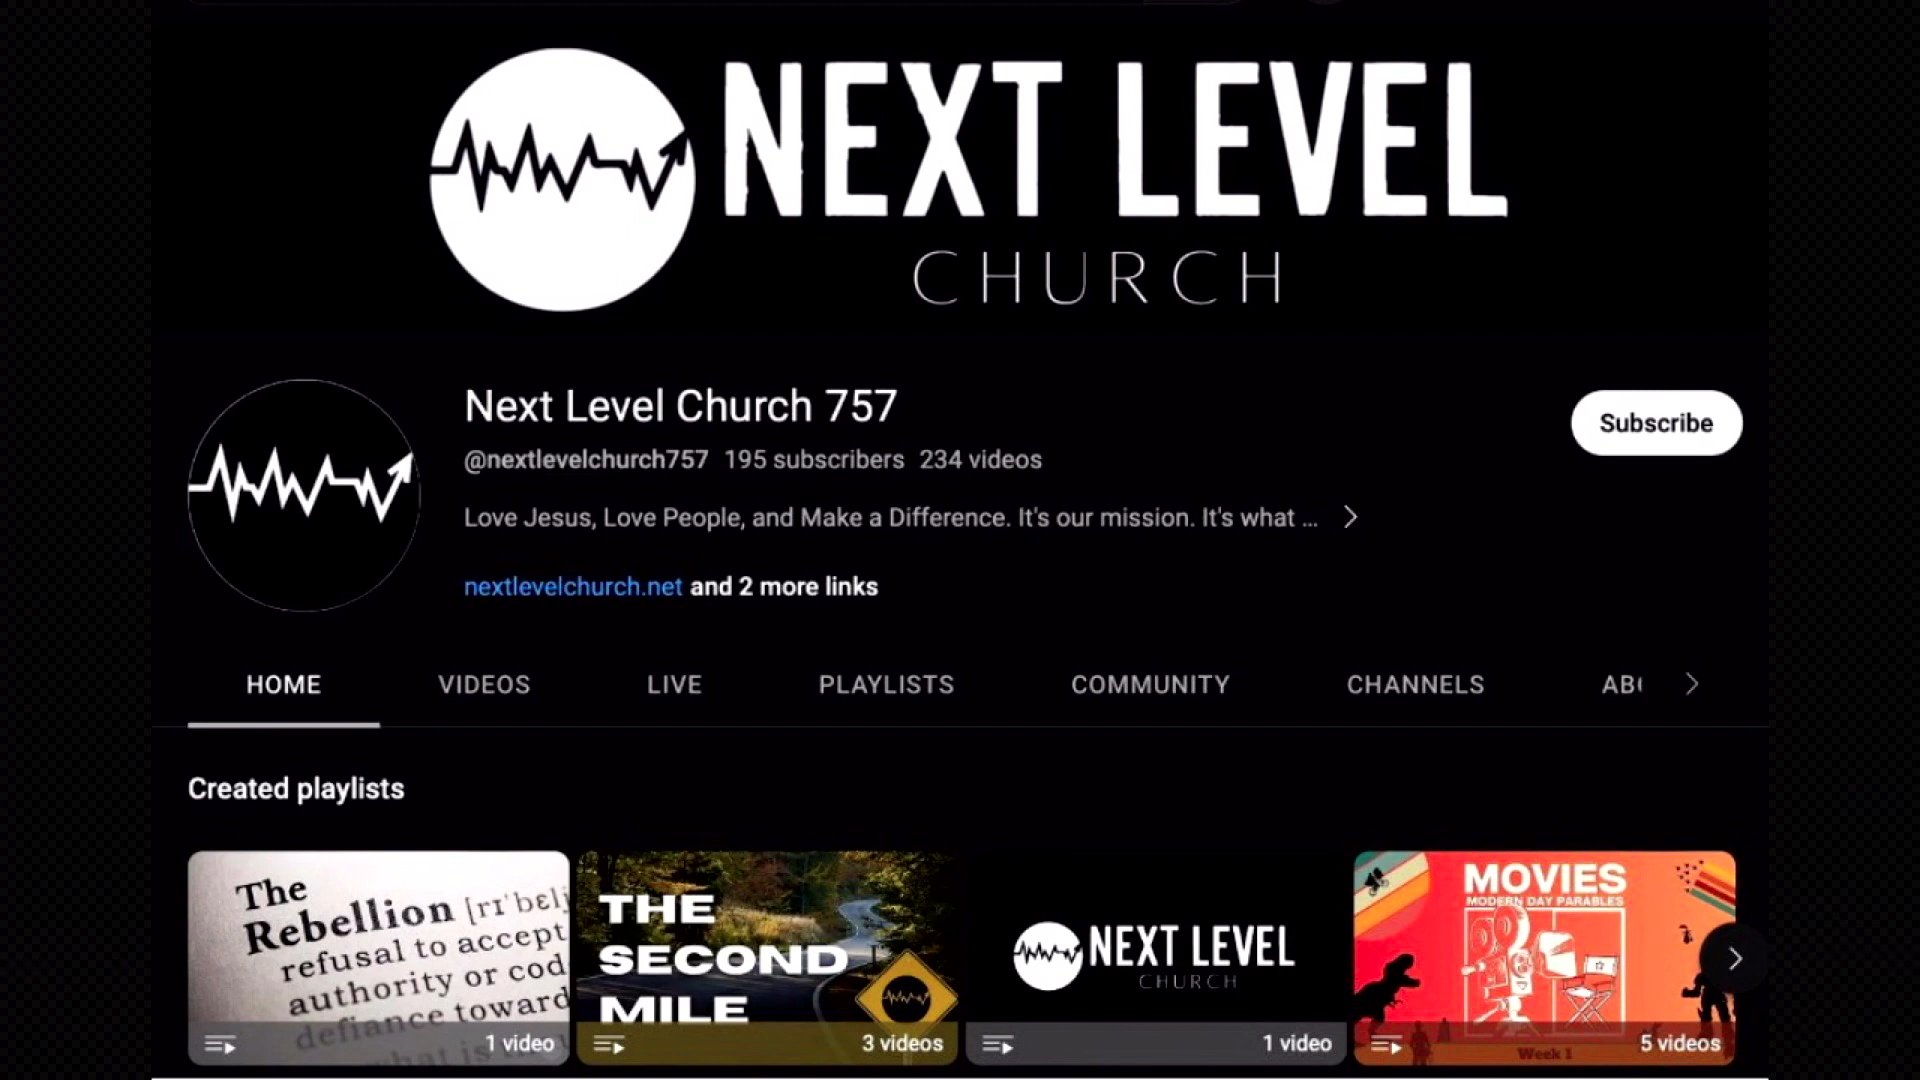 NEXT LEVEL
CHURCH
Next Level Church 757
@nextlevelchurch757 195 subscribers 234 videos
Love Jesus, Love People, and Make a Difference. It's our mission. It's what ...
nextlevelchurch.net and 2 more links
Subscribe
HOME VIDEOS LIVE PLAYLISTS COMMUNITY CHANNELS
Created playlists
The
Rebellion
refusal to accept
authority or cod
defiance toward
1 video
THE
SECOND
MILE
3 videos
NEXT LEVEL
CHURCH
1 video
MOVIES
MODERN DAY PARABLES
Week 1
5 videos